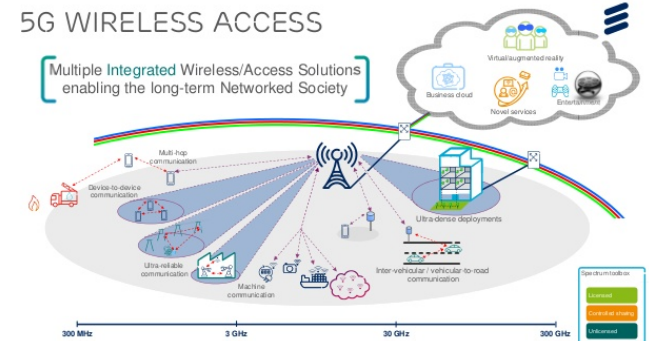 5G WIRELESS ACCESS
Multiple Integrated Wireless/Access Solutions
enabling the long-term Networked Society
Virtual/augmented reality
Business cloud
Novel services
Entertainment
Multi-hop
communication
Device-to-device
communication
Ultra-reliable
communication
Machine
communication
Ultra-dense deployments
Inter-vehicular / vehicular-to-road
communication
Spectrum toolbox
Licensed
Controlled sharing
Unlicensed
300 MHz
3 GHz
30 GHz
300 GHz